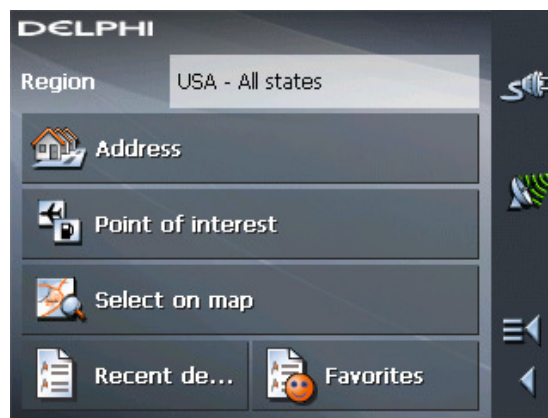 DELPHI
Region USA - All states
Address
Point of interest
Select on map
Recent de... Favorites